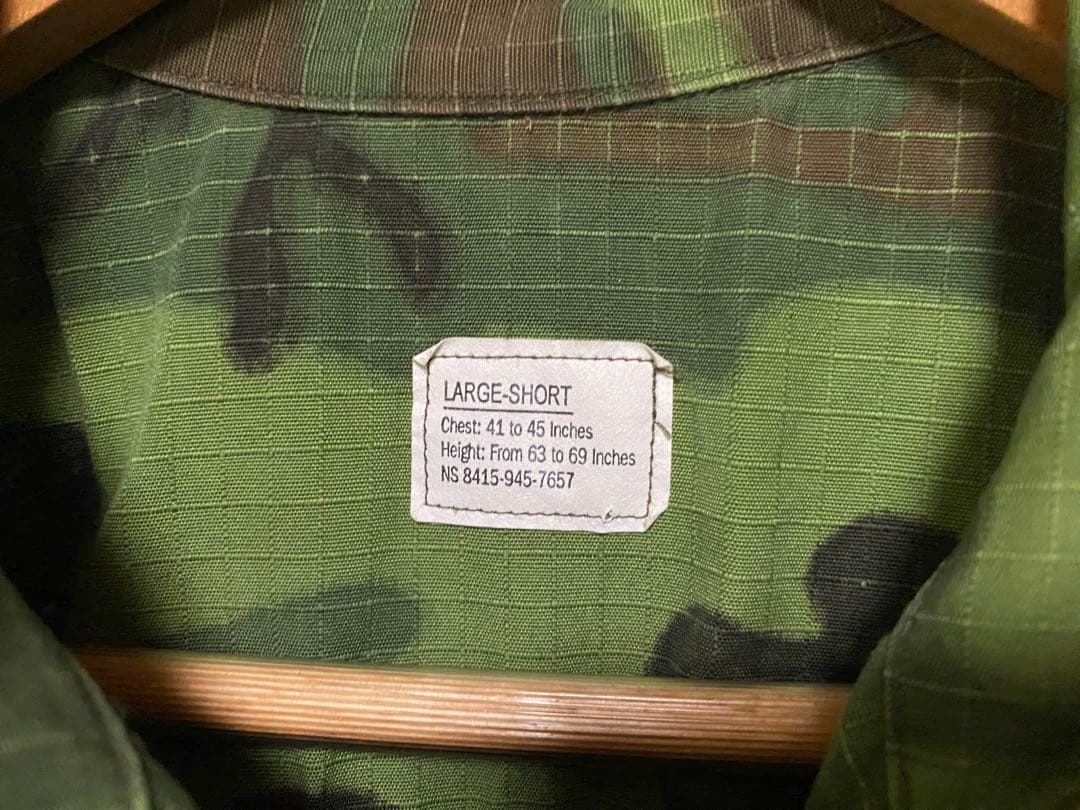 LARGE-SHORT
Chest: 41 to 45 Inches
Height: From 63 to 69 Inches
NS 8415-945-7657